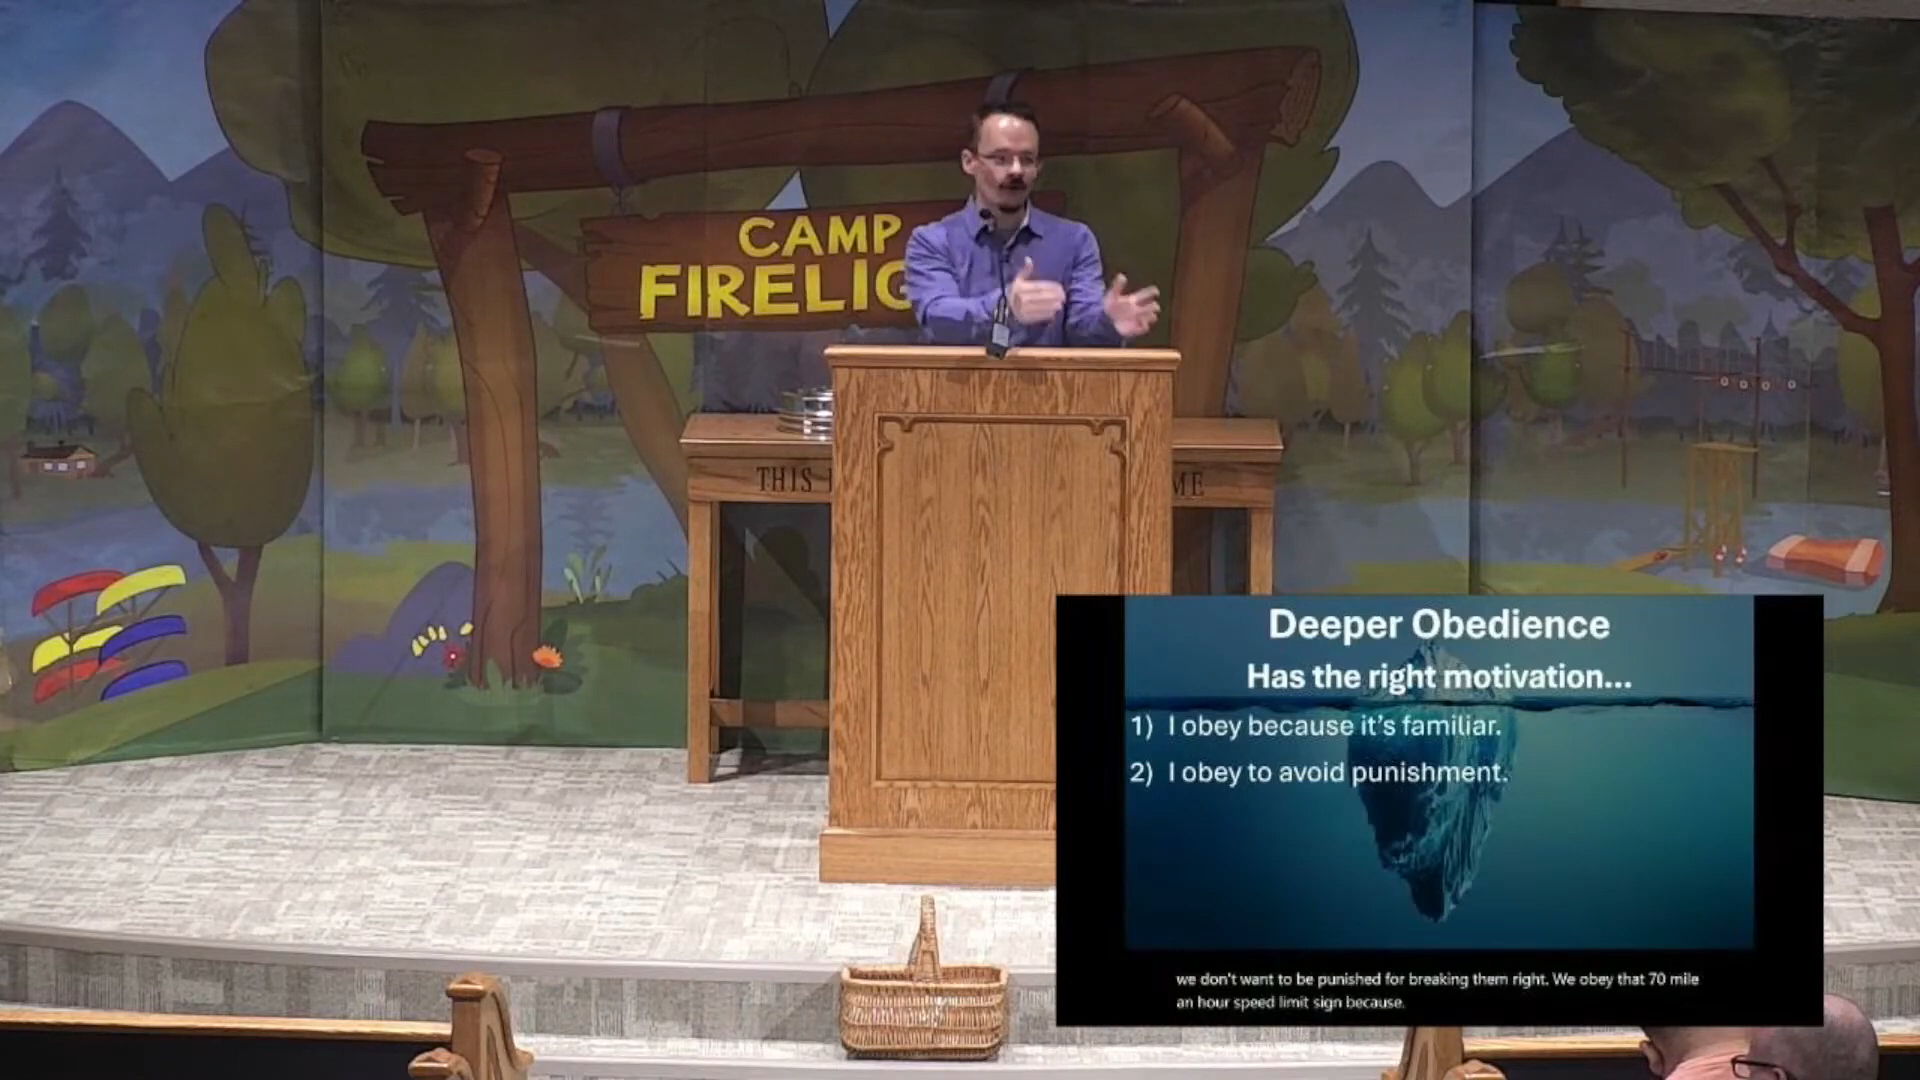 CAMP
FIRELIG
THIS
ME
Deeper Obedience
Has the right motivation...
1) I obey because it's familiar.
2) I obey to avoid punishment.
we don't want to be punished for breaking them right. We obey that 70 mile
an hour speed limit sign because.